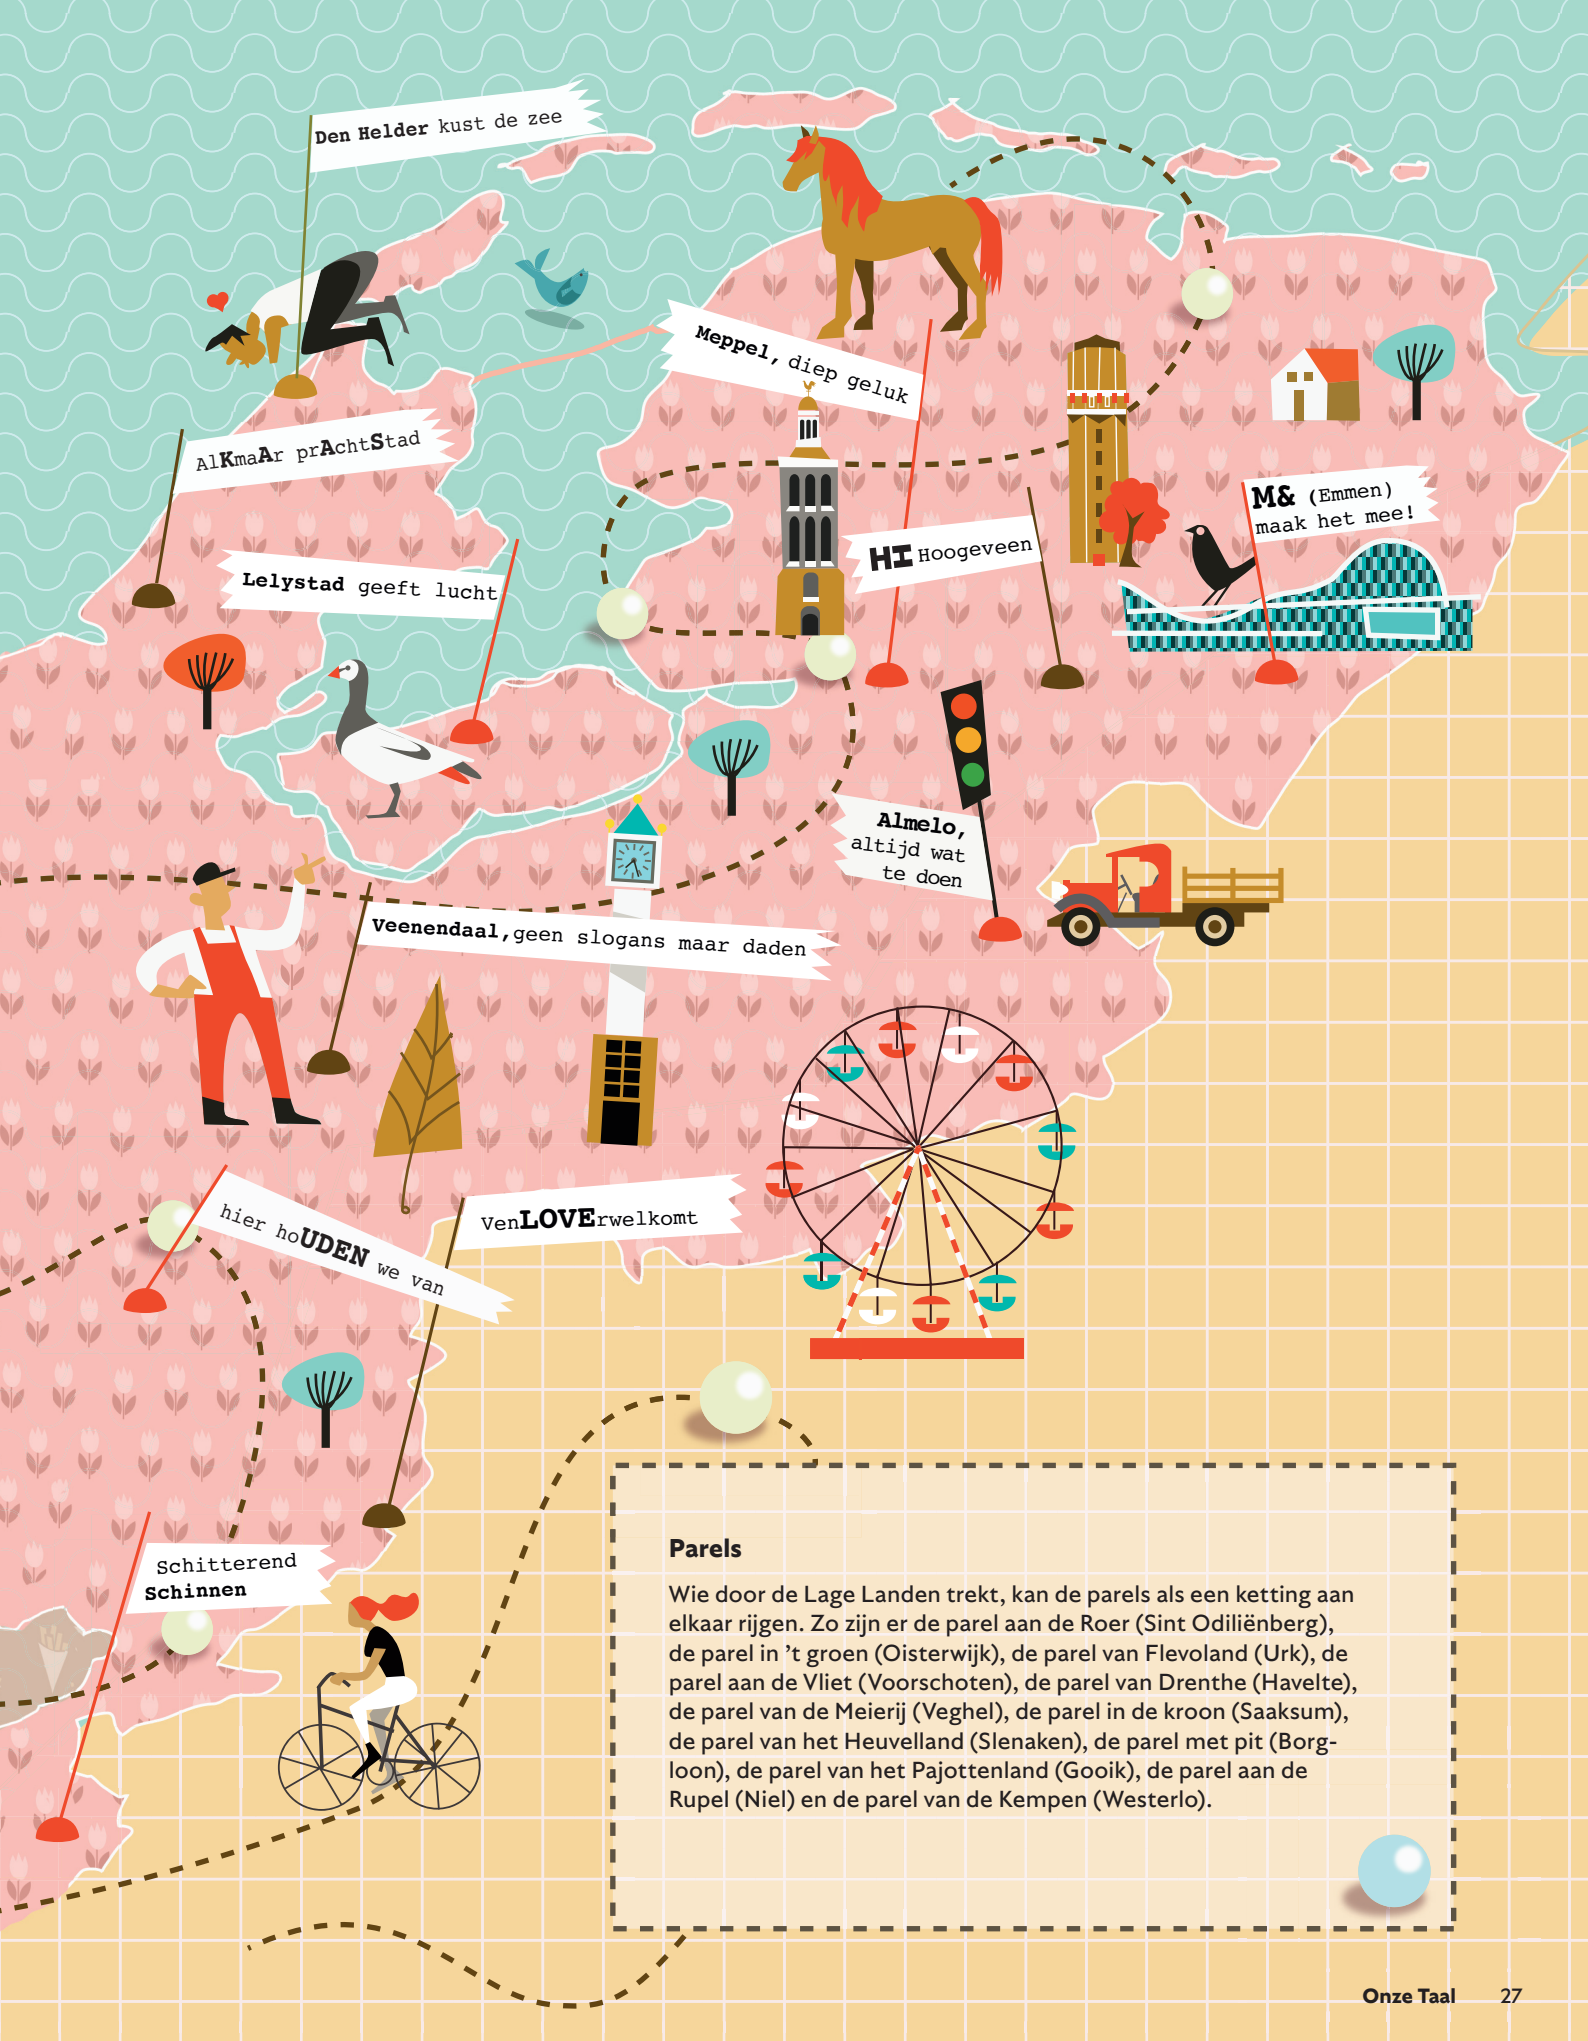 Den Helder kust de zee
Meppel, diep geluk
AlKmaAr prAchtStad
M& (Emmen)
maak het mee!
HI Hoogeveen
Lelystad geeft lucht
Almelo,
altijd wat
te doen
Veenendaal, geen slogans maar daden
hier hoUDEN we van
VenLOVErwelkomt
Schitterend
Schinnen
Parels
Wie door de Lage Landen trekt, kan de parels als een ketting aan
elkaar rijgen. Zo zijn er de parel aan de Roer (Sint Odiliënberg),
de parel in ’t groen (Oisterwijk), de parel van Flevoland (Urk), de
parel aan de Vliet (Voorschoten), de parel van Drenthe (Havelte),
de parel van de Meierij (Veghel), de parel in de kroon (Saaksum),
de parel van het Heuvelland (Slenaken), de parel met pit (Borg-
loon), de parel van het Pajottenland (Gooik), de parel aan de
Rupel (Niel) en de parel van de Kempen (Westerlo).
Onze Taal 27